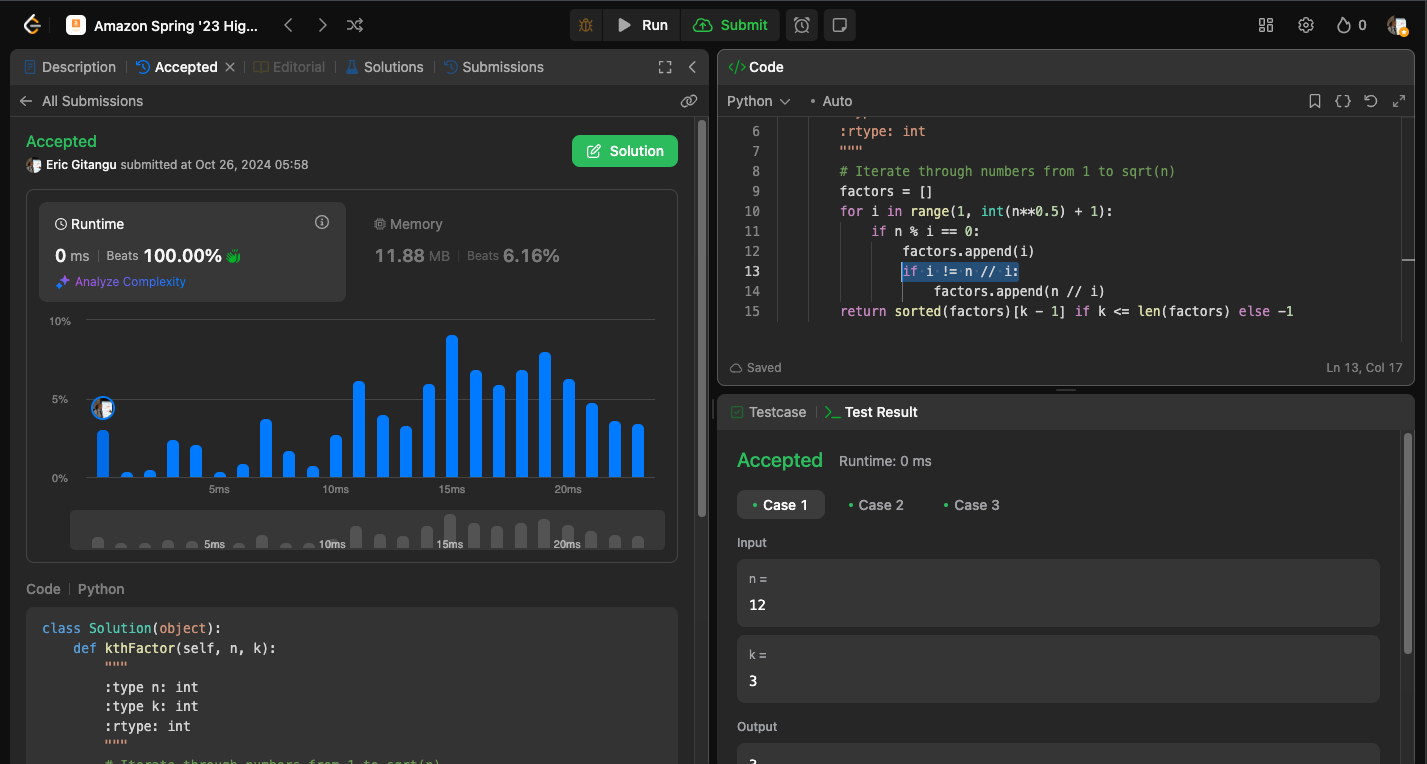 Amazon Spring '23 Hig...
Run
Submit
0
Description
Accepted
Editorial
Solutions
Submissions
All Submissions
Accepted
Eric Gitangu submitted at Oct 26, 2024 05:58
Solution
Runtime
0 ms | Beats 100.00%
Analyze Complexity
Memory
11.88 MB | Beats 6.16%
10%
5%
0%
5ms 10ms 15ms 20ms
5ms 10ms 15ms 20ms
Code | Python
class Solution(object):
    def kthFactor(self, n, k):
        """
        :type n: int
        :type k: int
        :rtype: int
        """
        # Iterate through numbers from 1 to sqrt(n)
</> Code
Python
• Auto
6 :rtype: int
7 """
8 # Iterate through numbers from 1 to sqrt(n)
9 factors = []
10 for i in range(1, int(n**0.5) + 1):
11     if n % i == 0:
12         factors.append(i)
13         if i != n // i:
14             factors.append(n // i)
15 return sorted(factors)[k - 1] if k <= len(factors) else -1
Saved
Ln 13, Col 17
Testcase
>_ Test Result
Accepted
Runtime: 0 ms
• Case 1
• Case 2
• Case 3
Input
n =
12
k =
3
Output